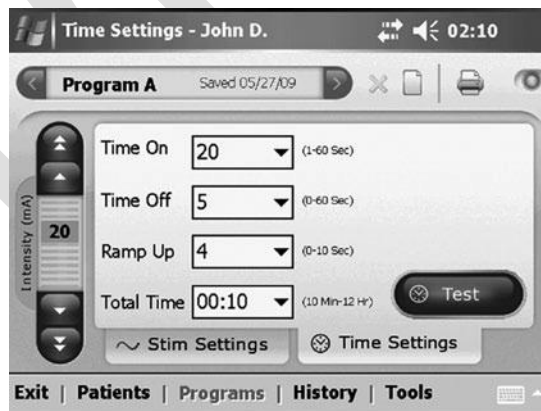 Time Settings - John D. 02:10
Program A Saved 05/27/09
Time On 20 (1-60 Sec)
Time Off 5 (0-60 Sec)
Intensity (mA)
20
Ramp Up 4 (0-10 Sec)
Total Time 00:10 (10 Min-12 Hr)
Test
Stim Settings Time Settings
Exit | Patients | Programs | History | Tools